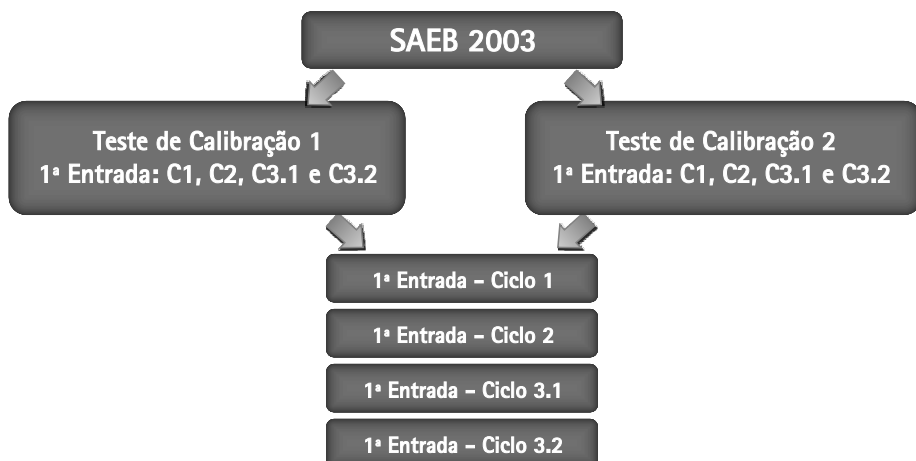 SAEB 2003
Teste de Calibração 1
1ª Entrada: C1, C2, C3.1 e C3.2
Teste de Calibração 2
1ª Entrada: C1, C2, C3.1 e C3.2
1ª Entrada – Ciclo 1
1ª Entrada – Ciclo 2
1ª Entrada – Ciclo 3.1
1ª Entrada – Ciclo 3.2